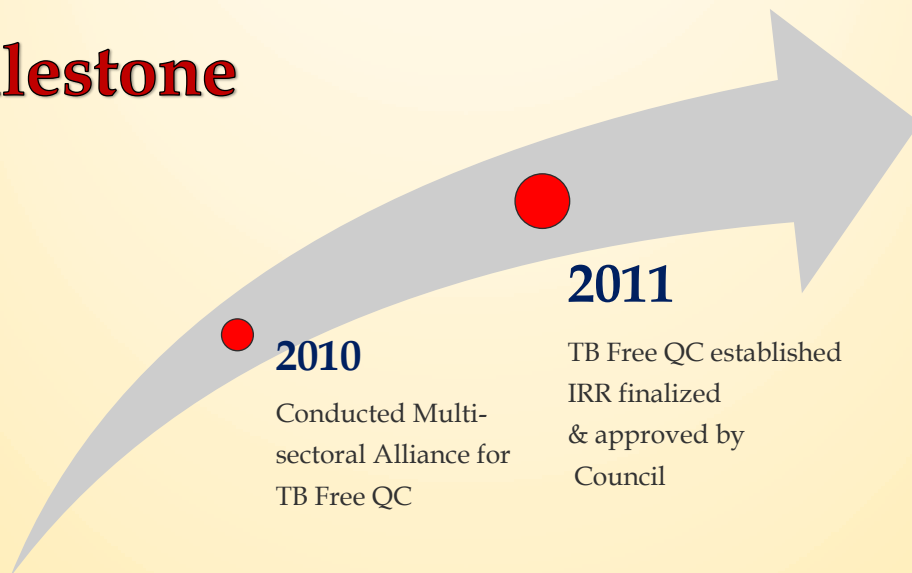 lestone
2010
Conducted Multi-
sectoral Alliance for
TB Free QC
2011
TB Free QC established
IRR finalized
& approved by
Council